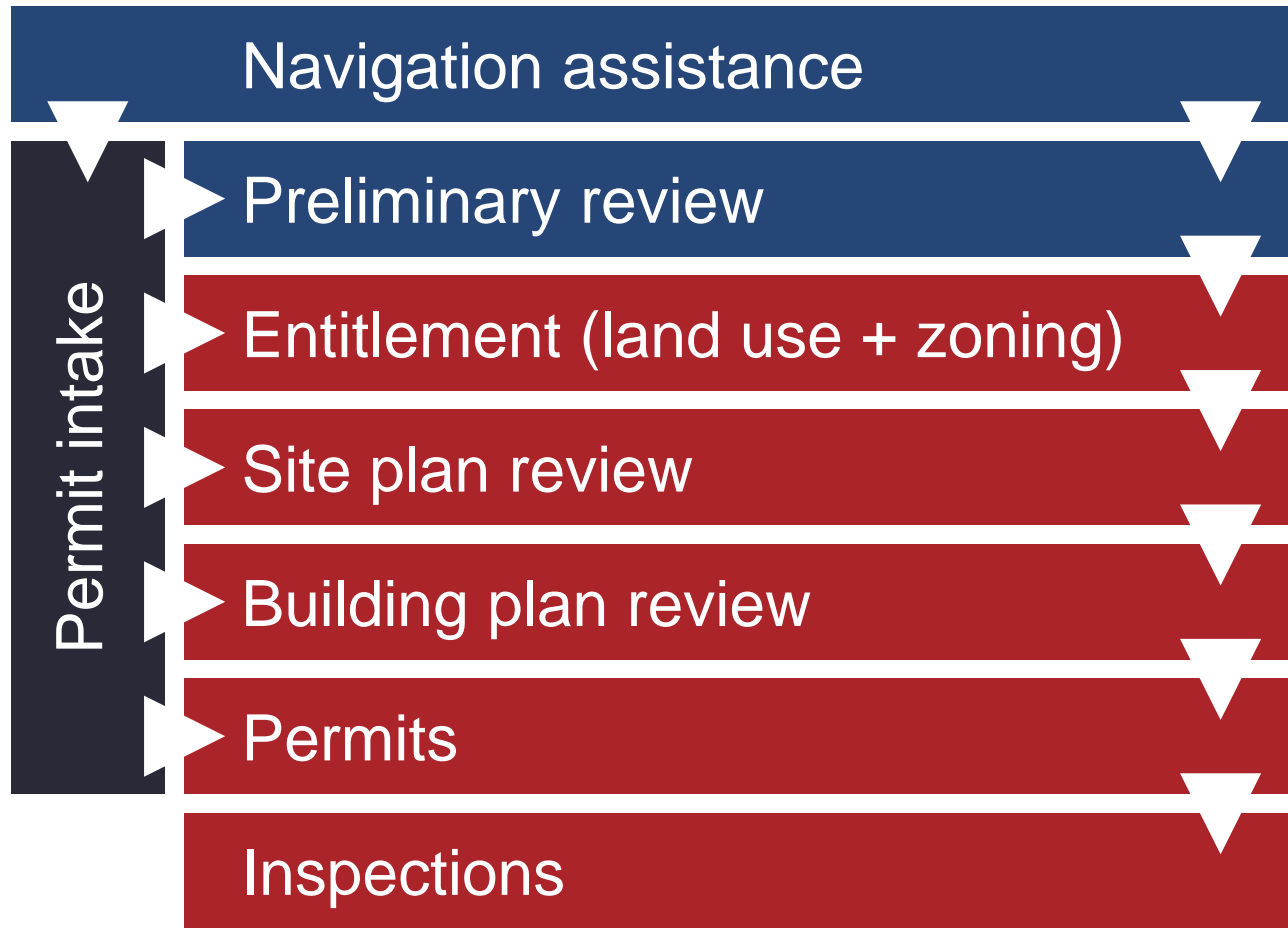 Navigation assistance
Permit intake
Preliminary review
Entitlement (land use + zoning)
Site plan review
Building plan review
Permits
Inspections